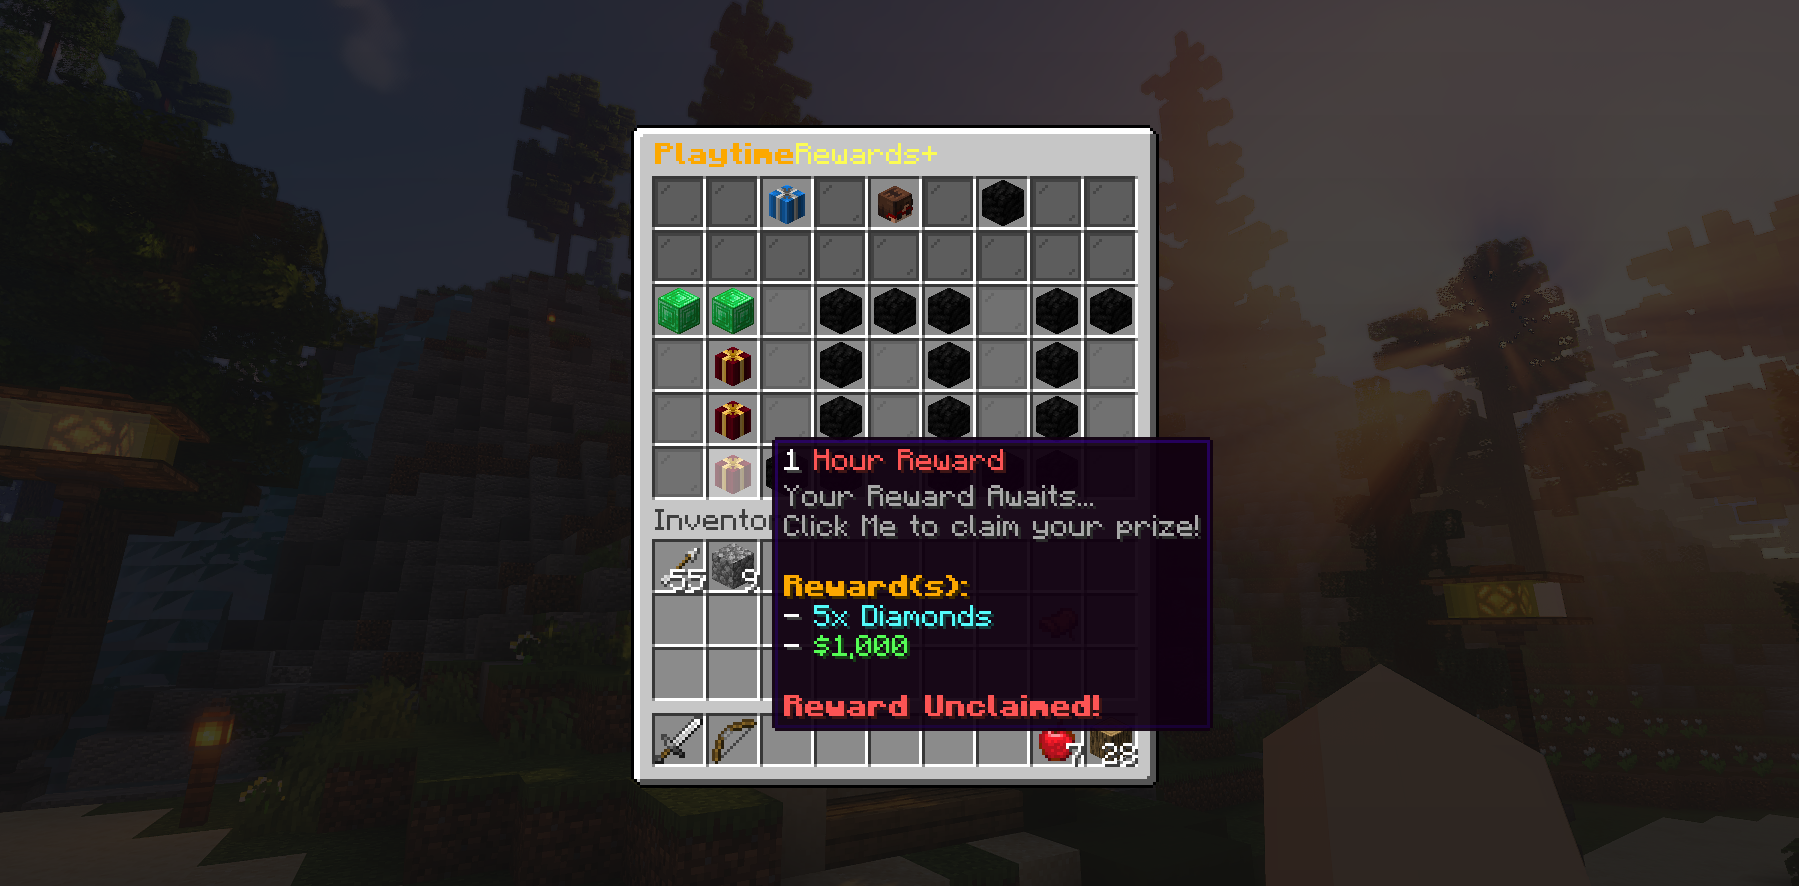 PlaytimeRewards+
1 Hour Reward
Your Reward Awaits...
Click Me to claim your prize!
Reward(s):
- 5x Diamonds
- $1,000
Reward Unclaimed!
Inventor
55 9
7 28